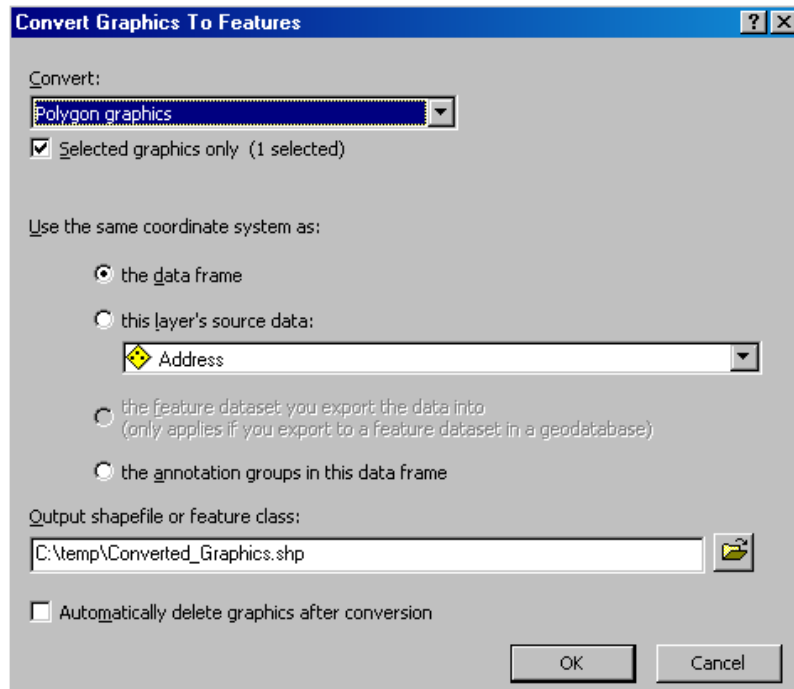 Convert Graphics To Features
Convert:
Polygon graphics
Selected graphics only (1 selected)
Use the same coordinate system as:
the data frame
this layer's source data:
Address
the feature dataset you export the data into
(only applies if you export to a feature dataset in a geodatabase)
the annotation groups in this data frame
Output shapefile or feature class:
C:\temp\Converted_Graphics.shp
Automatically delete graphics after conversion
OK
Cancel